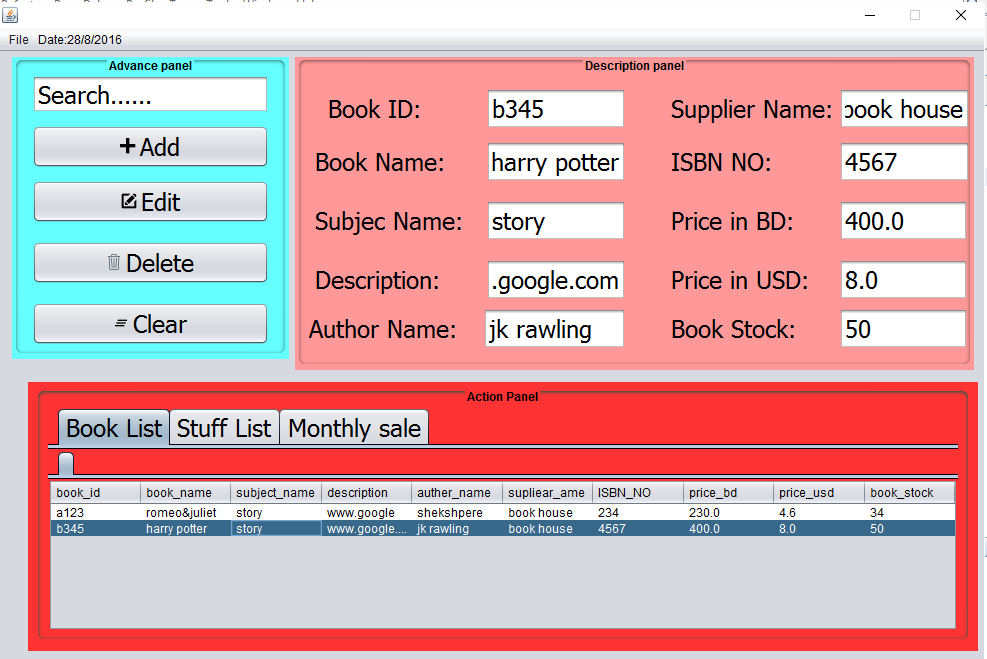 File Date:28/8/2016
Advance panel
Search......
Add
Edit
Delete
Clear
Description panel
Book ID: b345 Supplier Name: book house
Book Name: harry potter ISBN NO: 4567
Subjec Name: story Price in BD: 400.0
Description: .google.com Price in USD: 8.0
Author Name: jk rawling Book Stock: 50
Action Panel
Book List Stuff List Monthly sale
book_id book_name subject_name description auther_name supliear_ame ISBN_NO price_bd price_usd book_stock
a123 romeo&juliet story www.google shekshpere book house 234 230.0 4.6 34
b345 harry potter story www.google.... jk rawling book house 4567 400.0 8.0 50